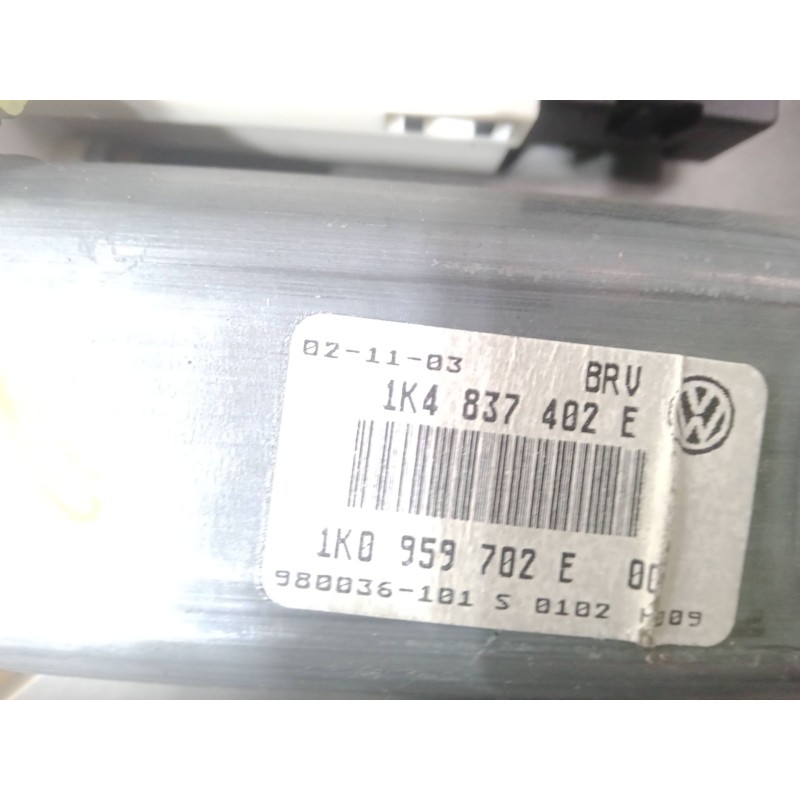 02-11-03
BRV
1K4 837 402 E
1K0 959 702 E
980036-101 S 0102